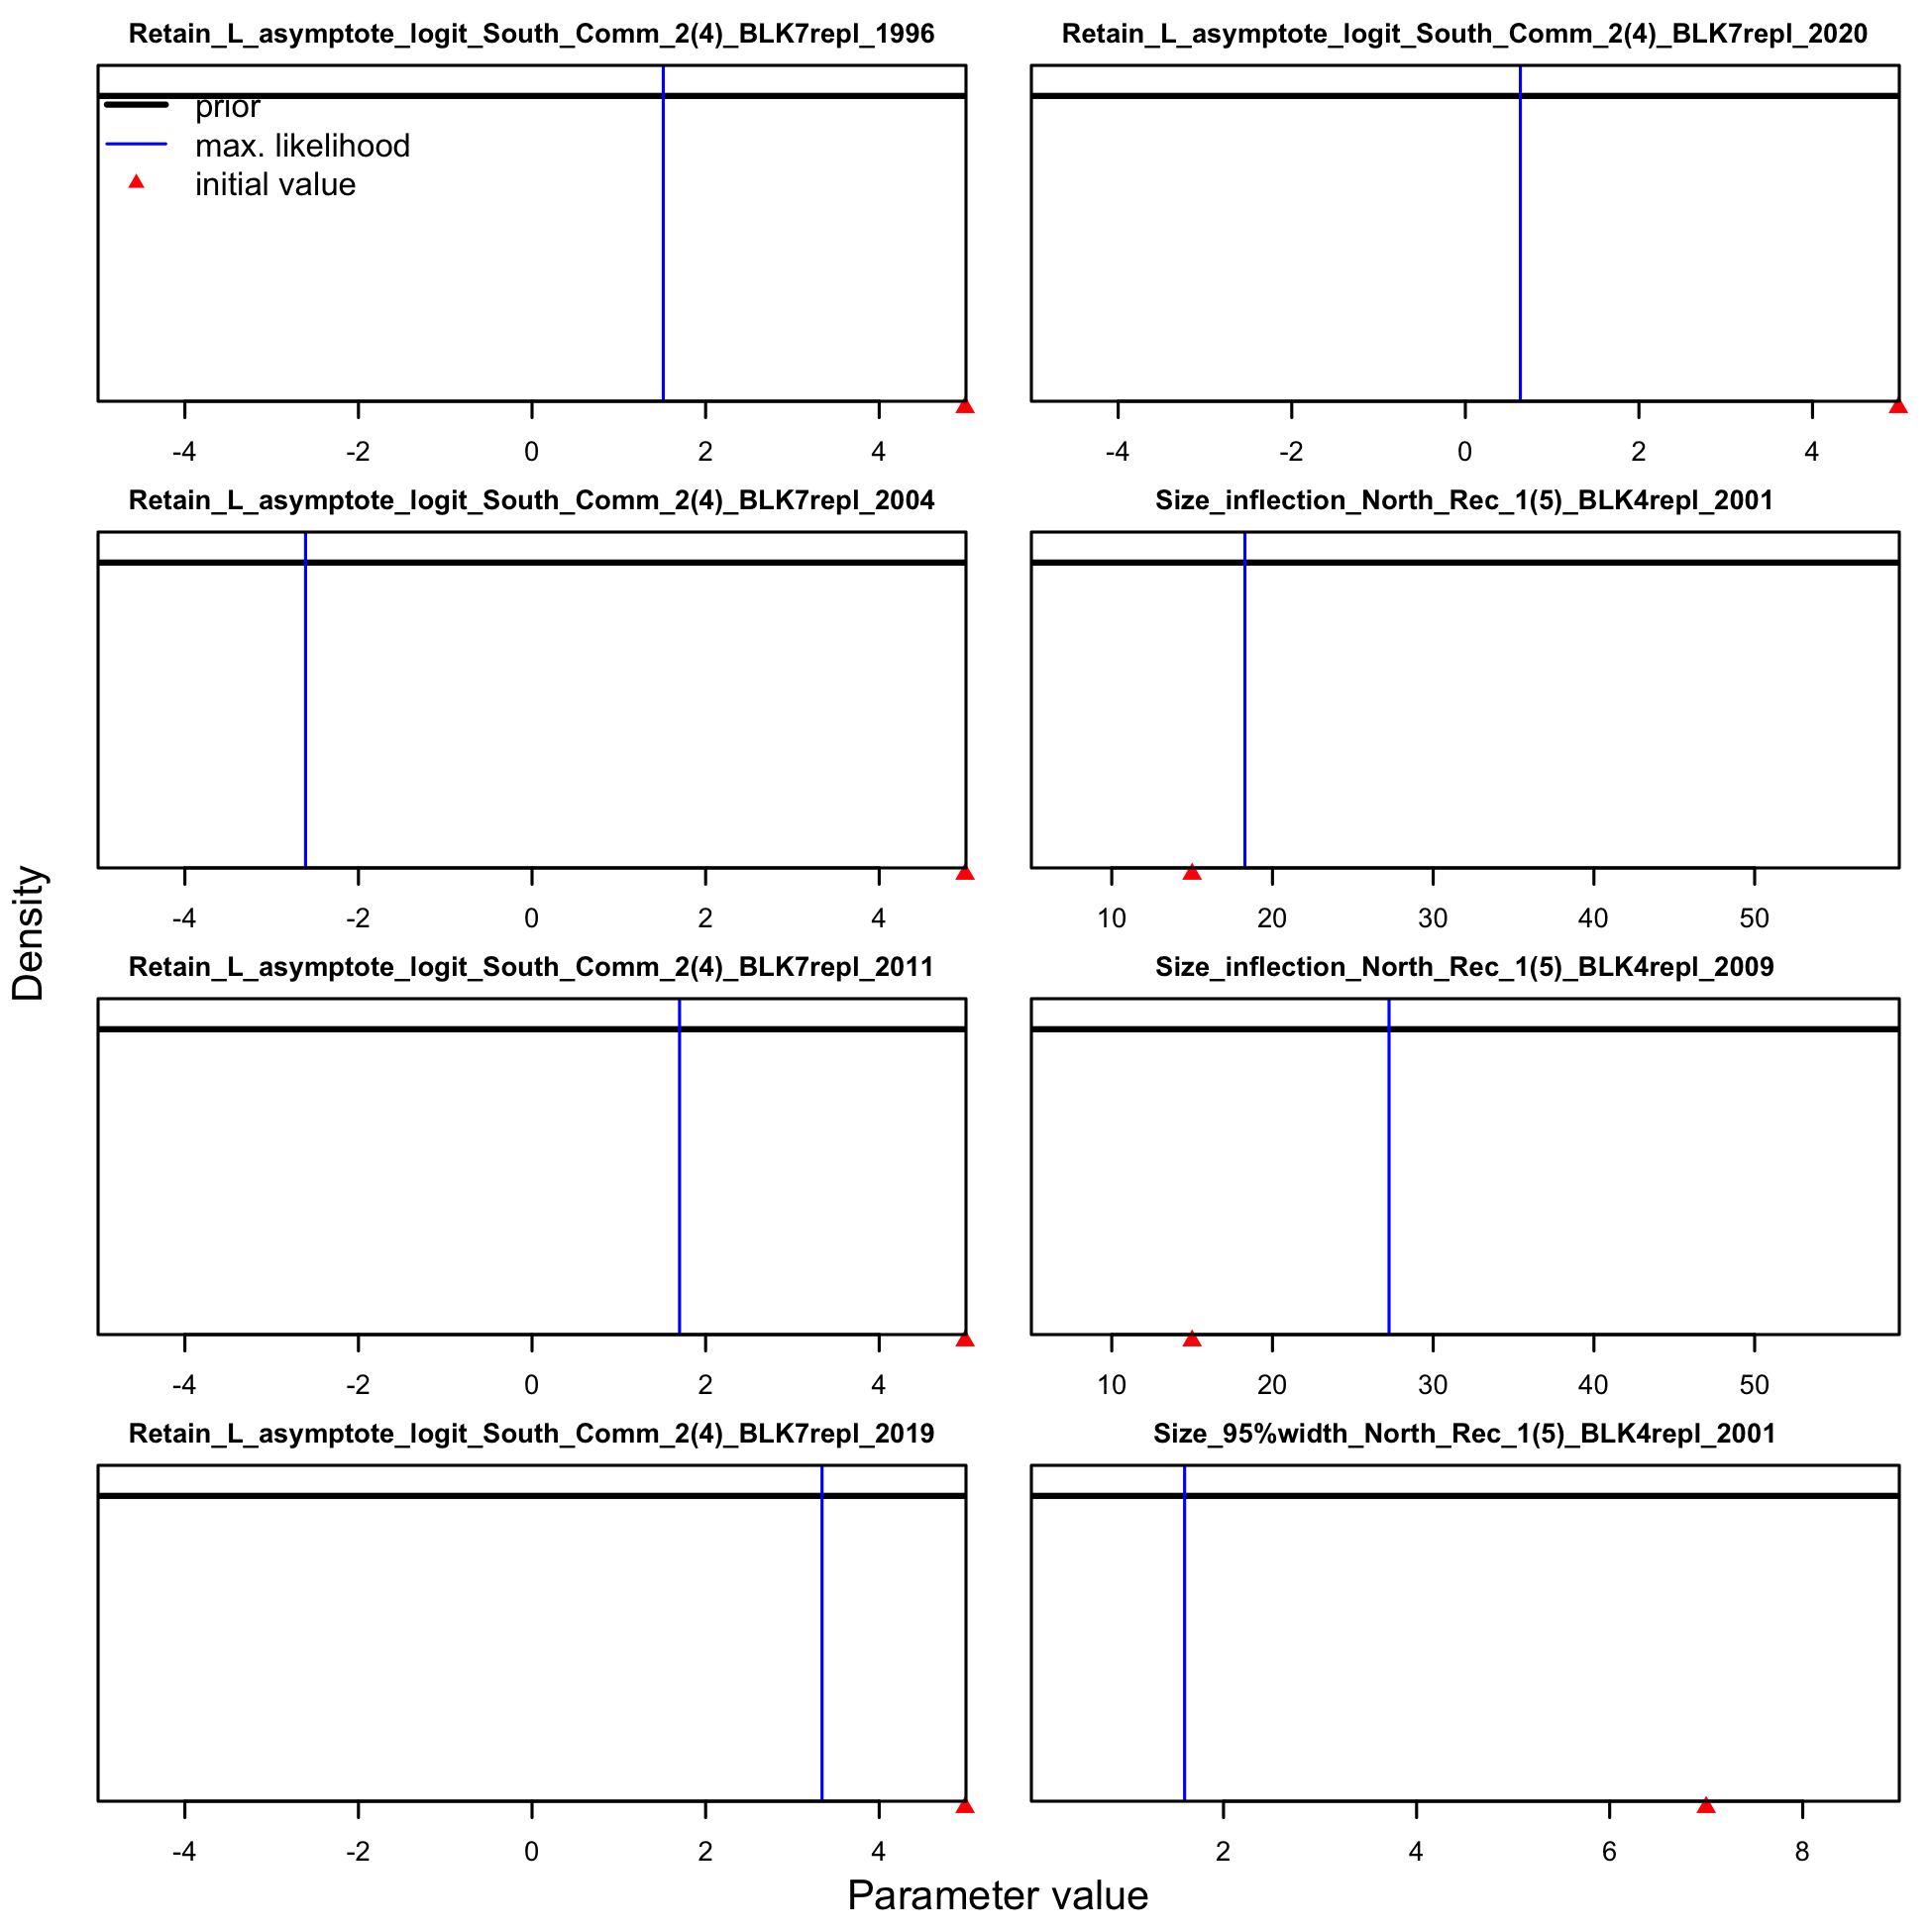 Retain_L_asymptote_logit_South_Comm_2(4)_BLK7repl_1996
prior
max. likelihood
initial value
-4 -2 0 2 4
Retain_L_asymptote_logit_South_Comm_2(4)_BLK7repl_2020
-4 -2 0 2 4
Retain_L_asymptote_logit_South_Comm_2(4)_BLK7repl_2004
-4 -2 0 2 4
Size_inflection_North_Rec_1(5)_BLK4repl_2001
10 20 30 40 50
Retain_L_asymptote_logit_South_Comm_2(4)_BLK7repl_2011
-4 -2 0 2 4
Size_inflection_North_Rec_1(5)_BLK4repl_2009
10 20 30 40 50
Retain_L_asymptote_logit_South_Comm_2(4)_BLK7repl_2019
-4 -2 0 2 4
Size_95%width_North_Rec_1(5)_BLK4repl_2001
2 4 6 8
Density
Parameter value